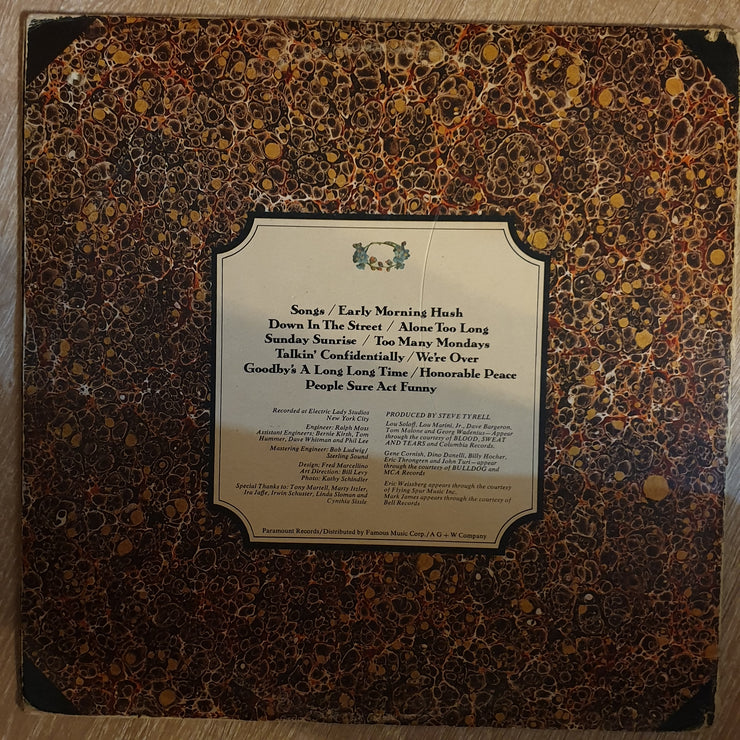 Songs / Early Morning Hush
Down In The Street / Alone Too Long
Sunday Sunrise / Too Many Mondays
Talkin' Confidentially / We're Over
Goodby's A Long Long Time / Honorable Peace
People Sure Act Funny
Recorded at Electric Lady Studios
New York City
Engineer: Ralph Moss
Assistant Engineers: Bernie Kirsh, Tom
Hummer, Dave Whitman and Phil Lee
Mastering Engineer: Bob Ludwig/
Sterling Sound
Design: Fred Marcellino
Art Direction: Bill Levy
Photo: Kathy Schindler
Special Thanks to: Tony Martell, Marty Itzler,
Ira Jaffe, Irwin Schuster, Linda Sloman and
Cynthia Sissle
PRODUCED BY STEVE TYRELL
Lou Soloff, Lou Marini, Jr., Dave Bargeron,
Tom Malone and Georg Wadenius—Appear
through the courtesy of BLOOD, SWEAT
AND TEARS and Columbia Records.
Gene Cornish, Dino Danelli, Billy Hocher,
Eric Throngren and John Turi—appear
through the courtesy of BULLDOG and
MCA Records
Eric Weissberg appears through the courtesy
of Flying Spur Music Inc.
Mark James appears through the courtesy of
Bell Records
Paramount Records/Distributed by Famous Music Corp./A G + W Company